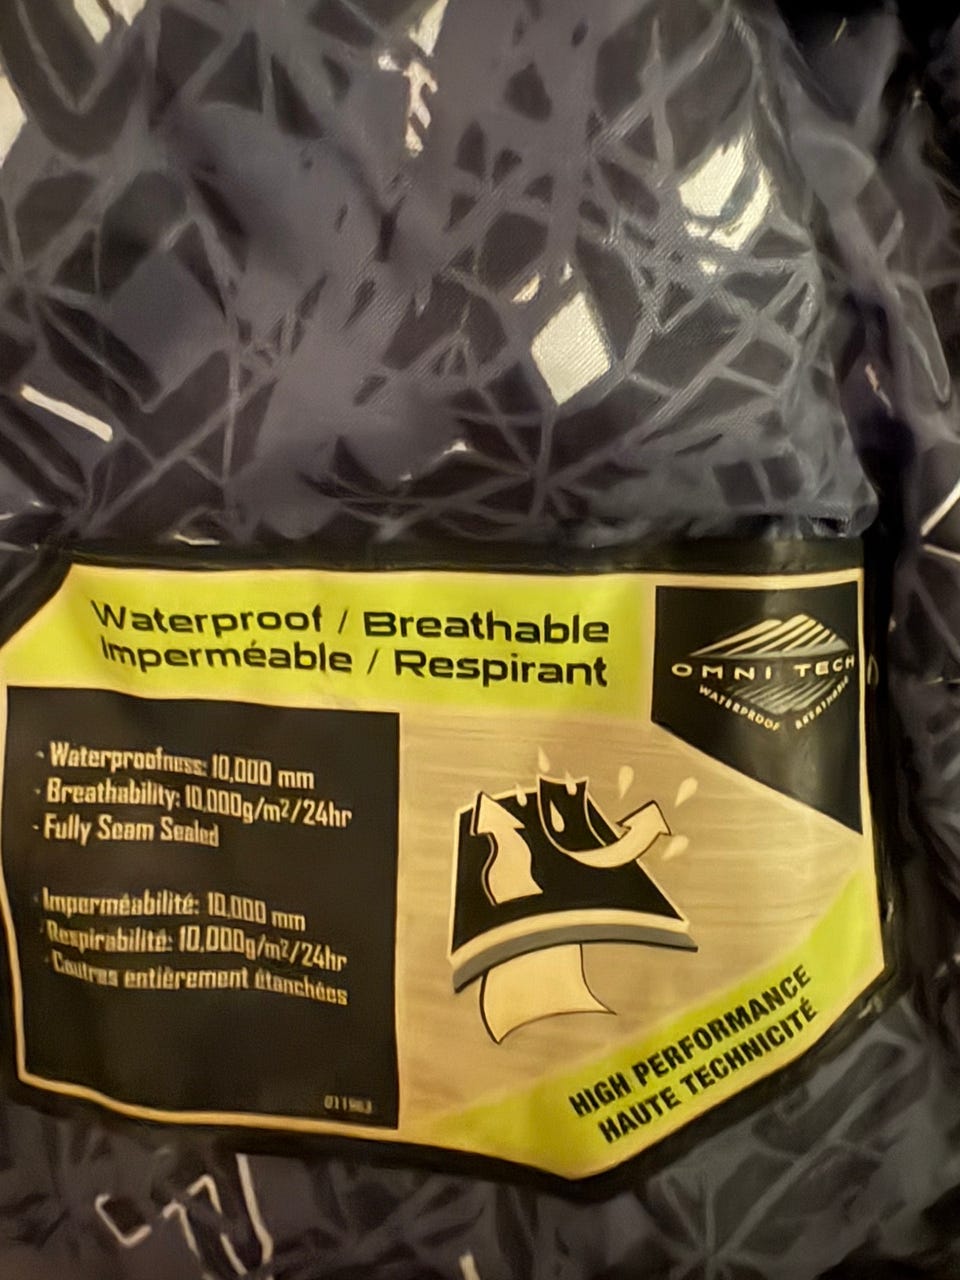 Waterproof / Breathable
Imperméable / Respirant
OMNI TECH
WATERPROOF BREATHABLE
- Waterproofness: 10,000 mm
- Breathability: 10,000g/m²/24hr
- Fully Seam Sealed
- Imperméabilité: 10,000 mm
- Respirabilité: 10,000g/m²/24hr
- Coutures entièrement étanchées
HIGH PERFORMANCE
HAUTE TECHNICITÉ